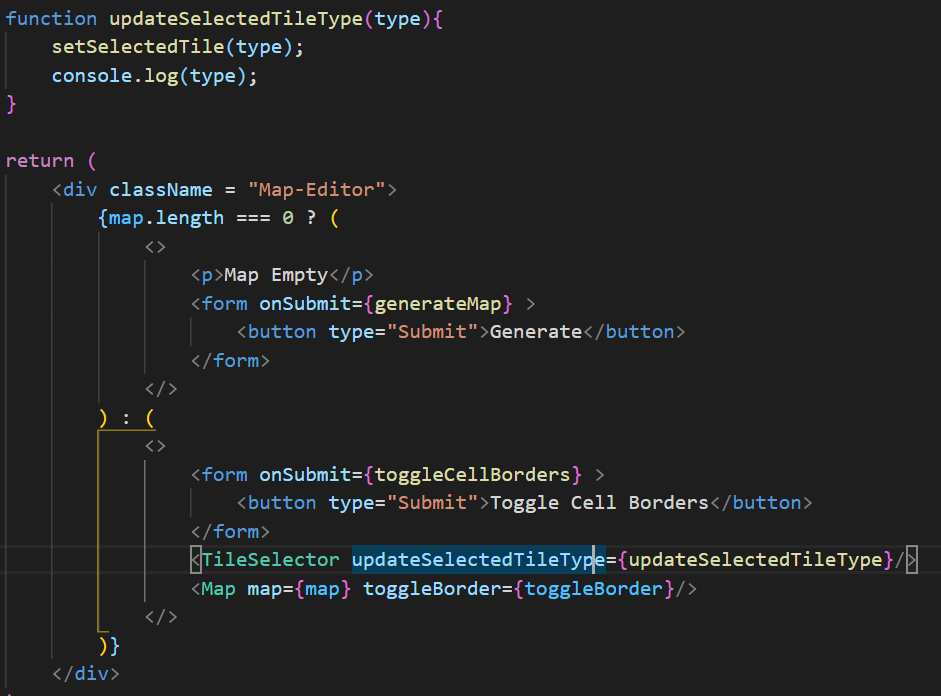 function updateSelectedTileType(type){
    setSelectedTile(type);
    console.log(type);
}
return (
    <div className = "Map-Editor">
        {map.length === 0 ? (
            <>
                <p>Map Empty</p>
                <form onSubmit={generateMap} >
                    <button type="Submit">Generate</button>
                </form>
            </>
        ) : (
            <>
                <form onSubmit={toggleCellBorders} >
                    <button type="Submit">Toggle Cell Borders</button>
                </form>
                <TileSelector updateSelectedTileType={updateSelectedTileType}/>
                <Map map={map} toggleBorder={toggleBorder}/>
            </>
        )}
    </div>